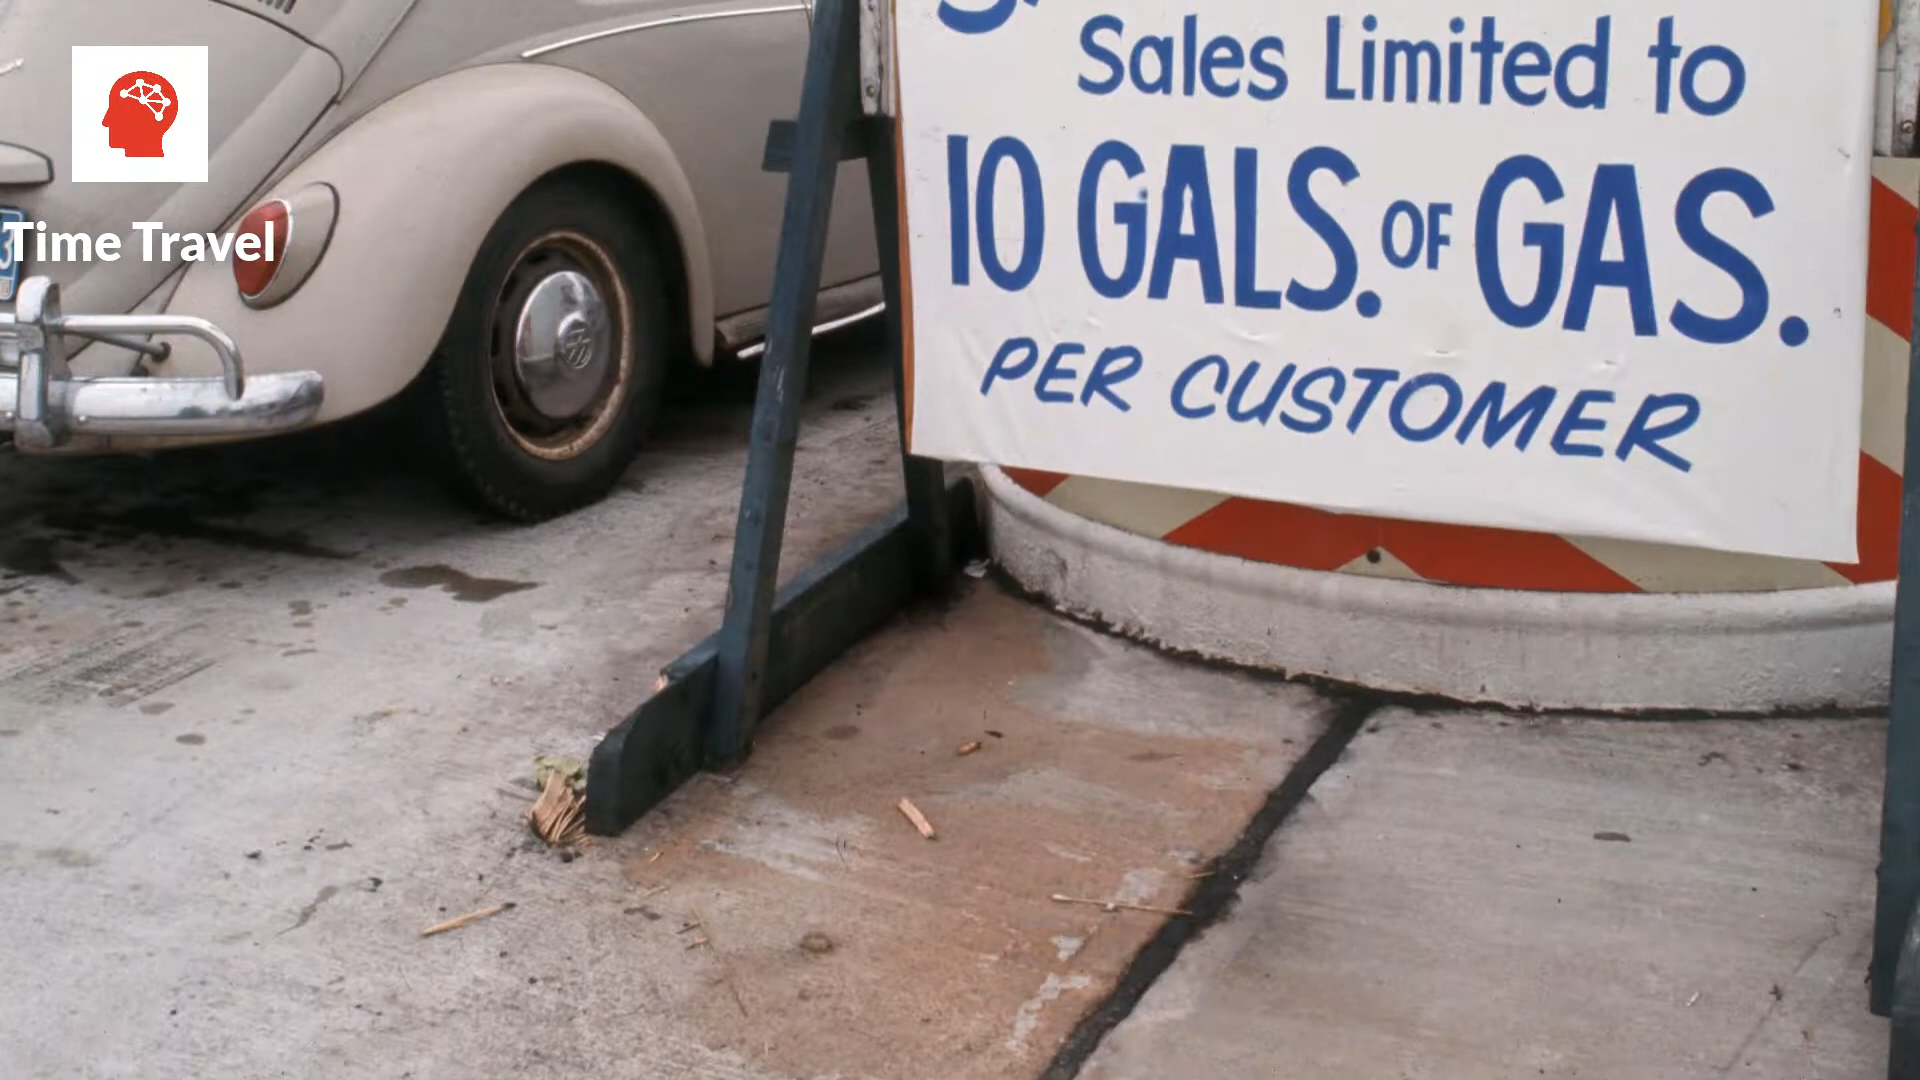 Sales Limited to
10 GALS. OF GAS.
PER CUSTOMER
Time Travel